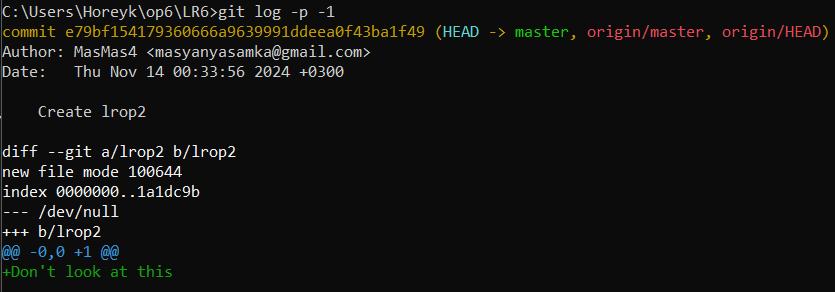 C:\Users\Horeyk\op6\LR6>git log -p -1
commit e79bf154179360666a9639991ddeea0f43ba1f49 (HEAD -> master, origin/master, origin/HEAD)
Author: MasMas4 <masyanyasamka@gmail.com>
Date:   Thu Nov 14 00:33:56 2024 +0300
    Create lrop2
diff --git a/lrop2 b/lrop2
new file mode 100644
index 0000000..1a1dc9b
--- /dev/null
+++ b/lrop2
@@ -0,0 +1 @@
+Don't look at this